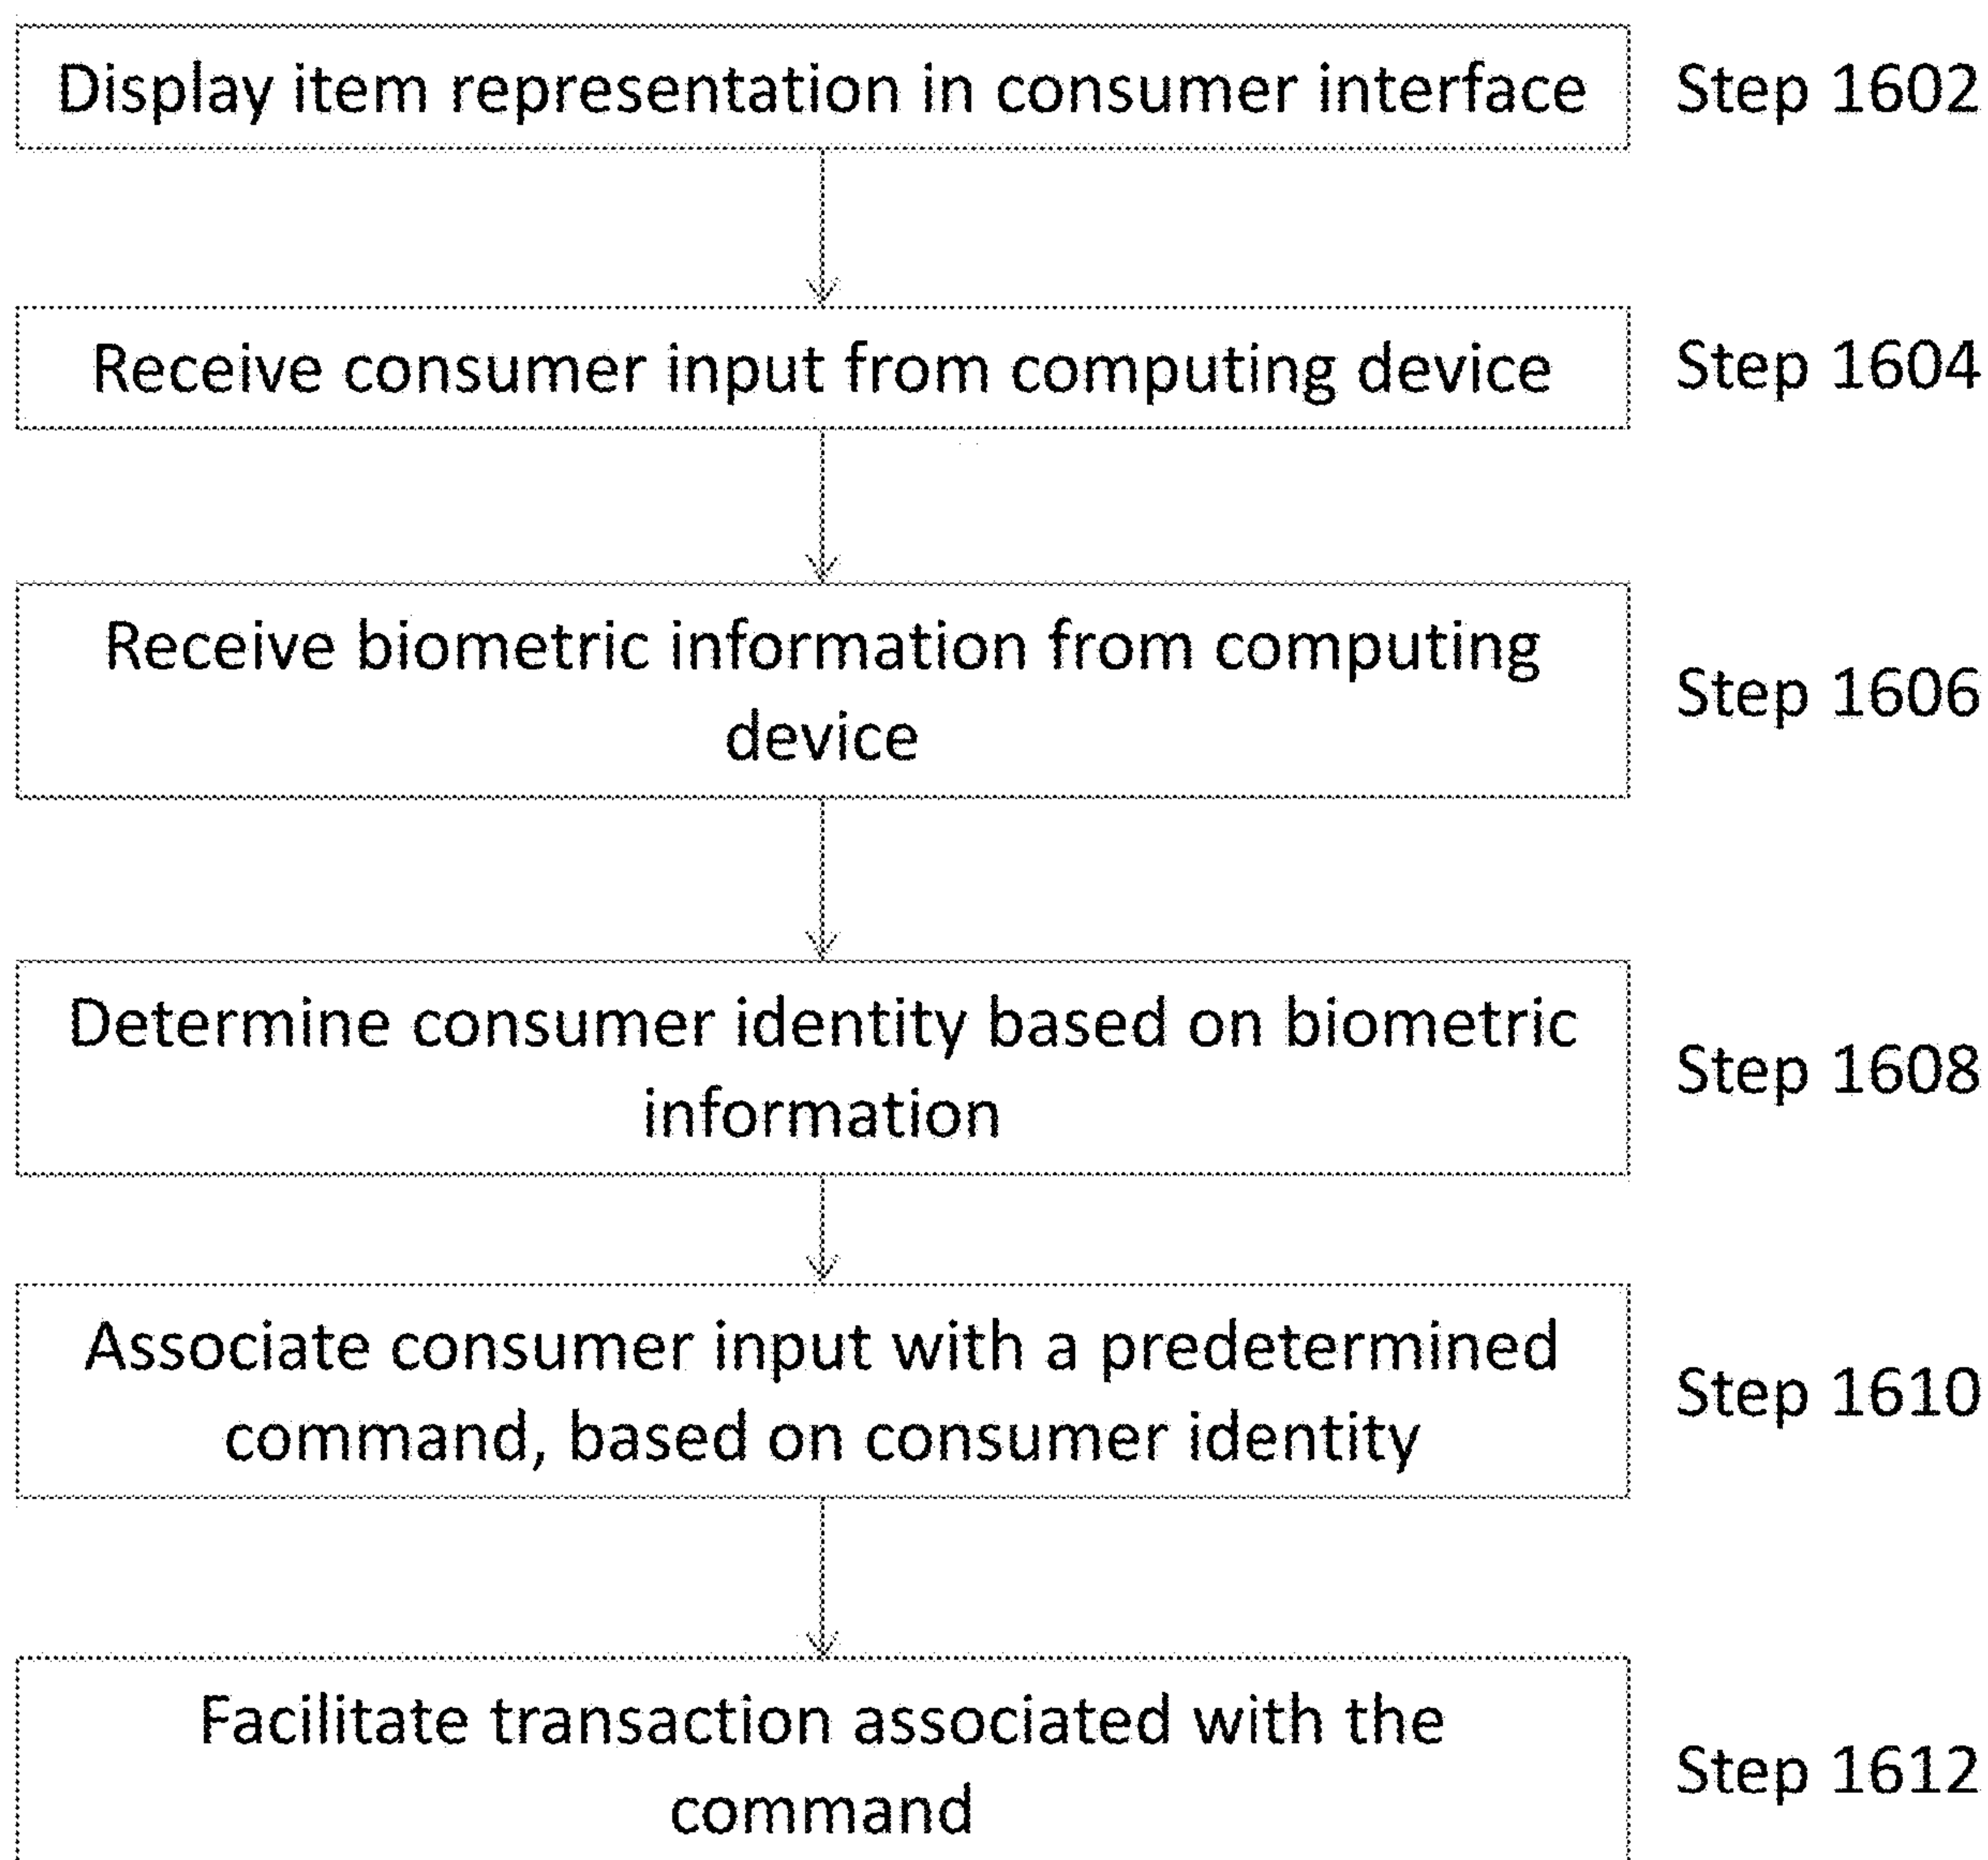 Display item representation in consumer interface
Step 1602
Receive consumer input from computing device
Step 1604
Receive biometric information from computing
device
Step 1606
Determine consumer identity based on biometric
information
Step 1608
Associate consumer input with a predetermined
command, based on consumer identity
Step 1610
Facilitate transaction associated with the
command
Step 1612